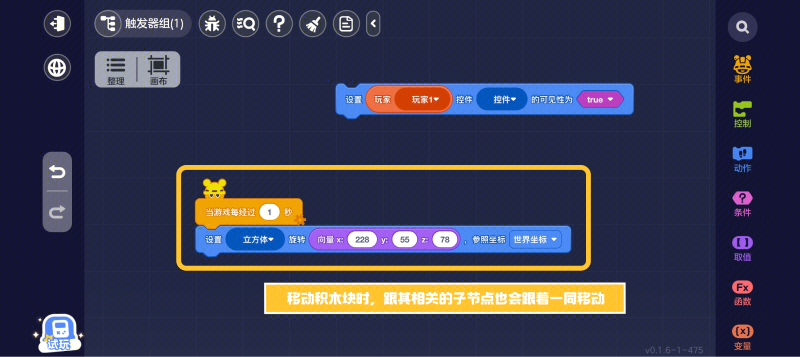 触发器组(1)
整理 画布
设置 玩家 玩家1 控件 控件 的可见性为 true
当游戏每经过 1 秒
设置 立方体 旋转 向量 x: 228 y: 55 z: 78 , 参照坐标 世界坐标
移动积木块时，跟其相关的子节点也会跟着一同移动
试玩
事件
控制
动作
条件
取值
Fx
函数
(x)
变量
v0.1.6-1-475